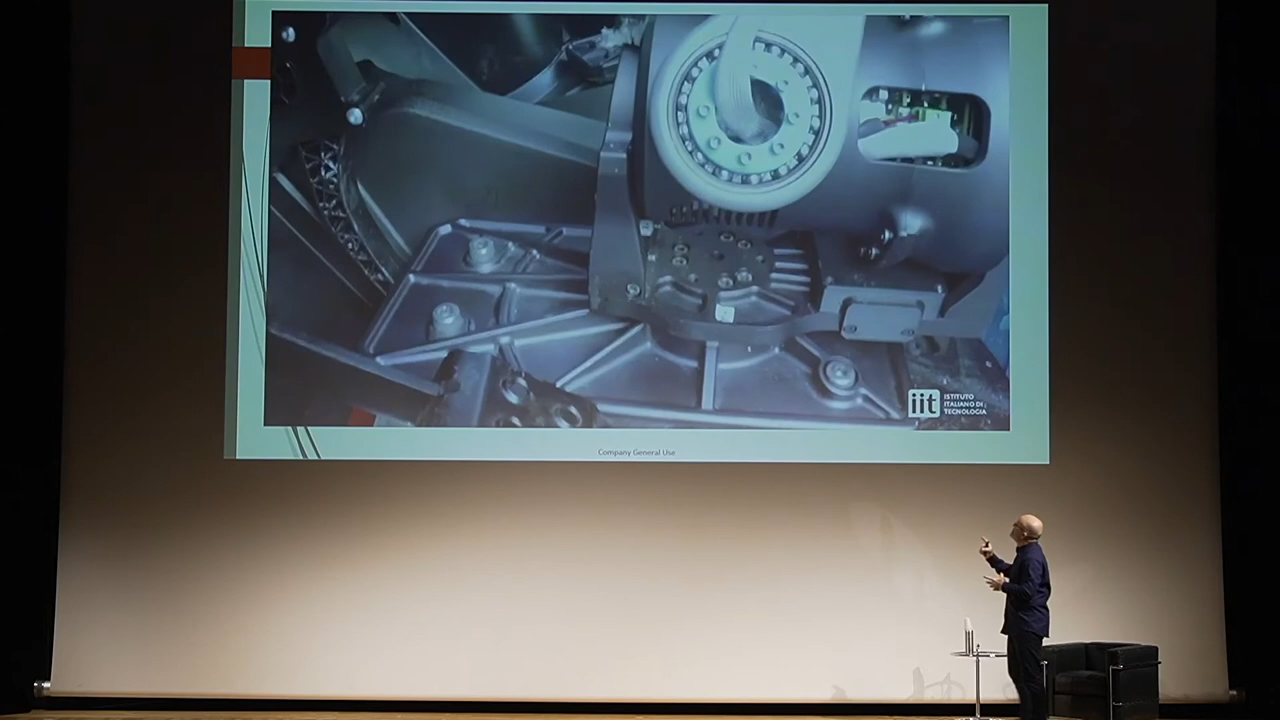 iit
ISTITUTO
ITALIANO DI
TECNOLOGIA
Company General Use